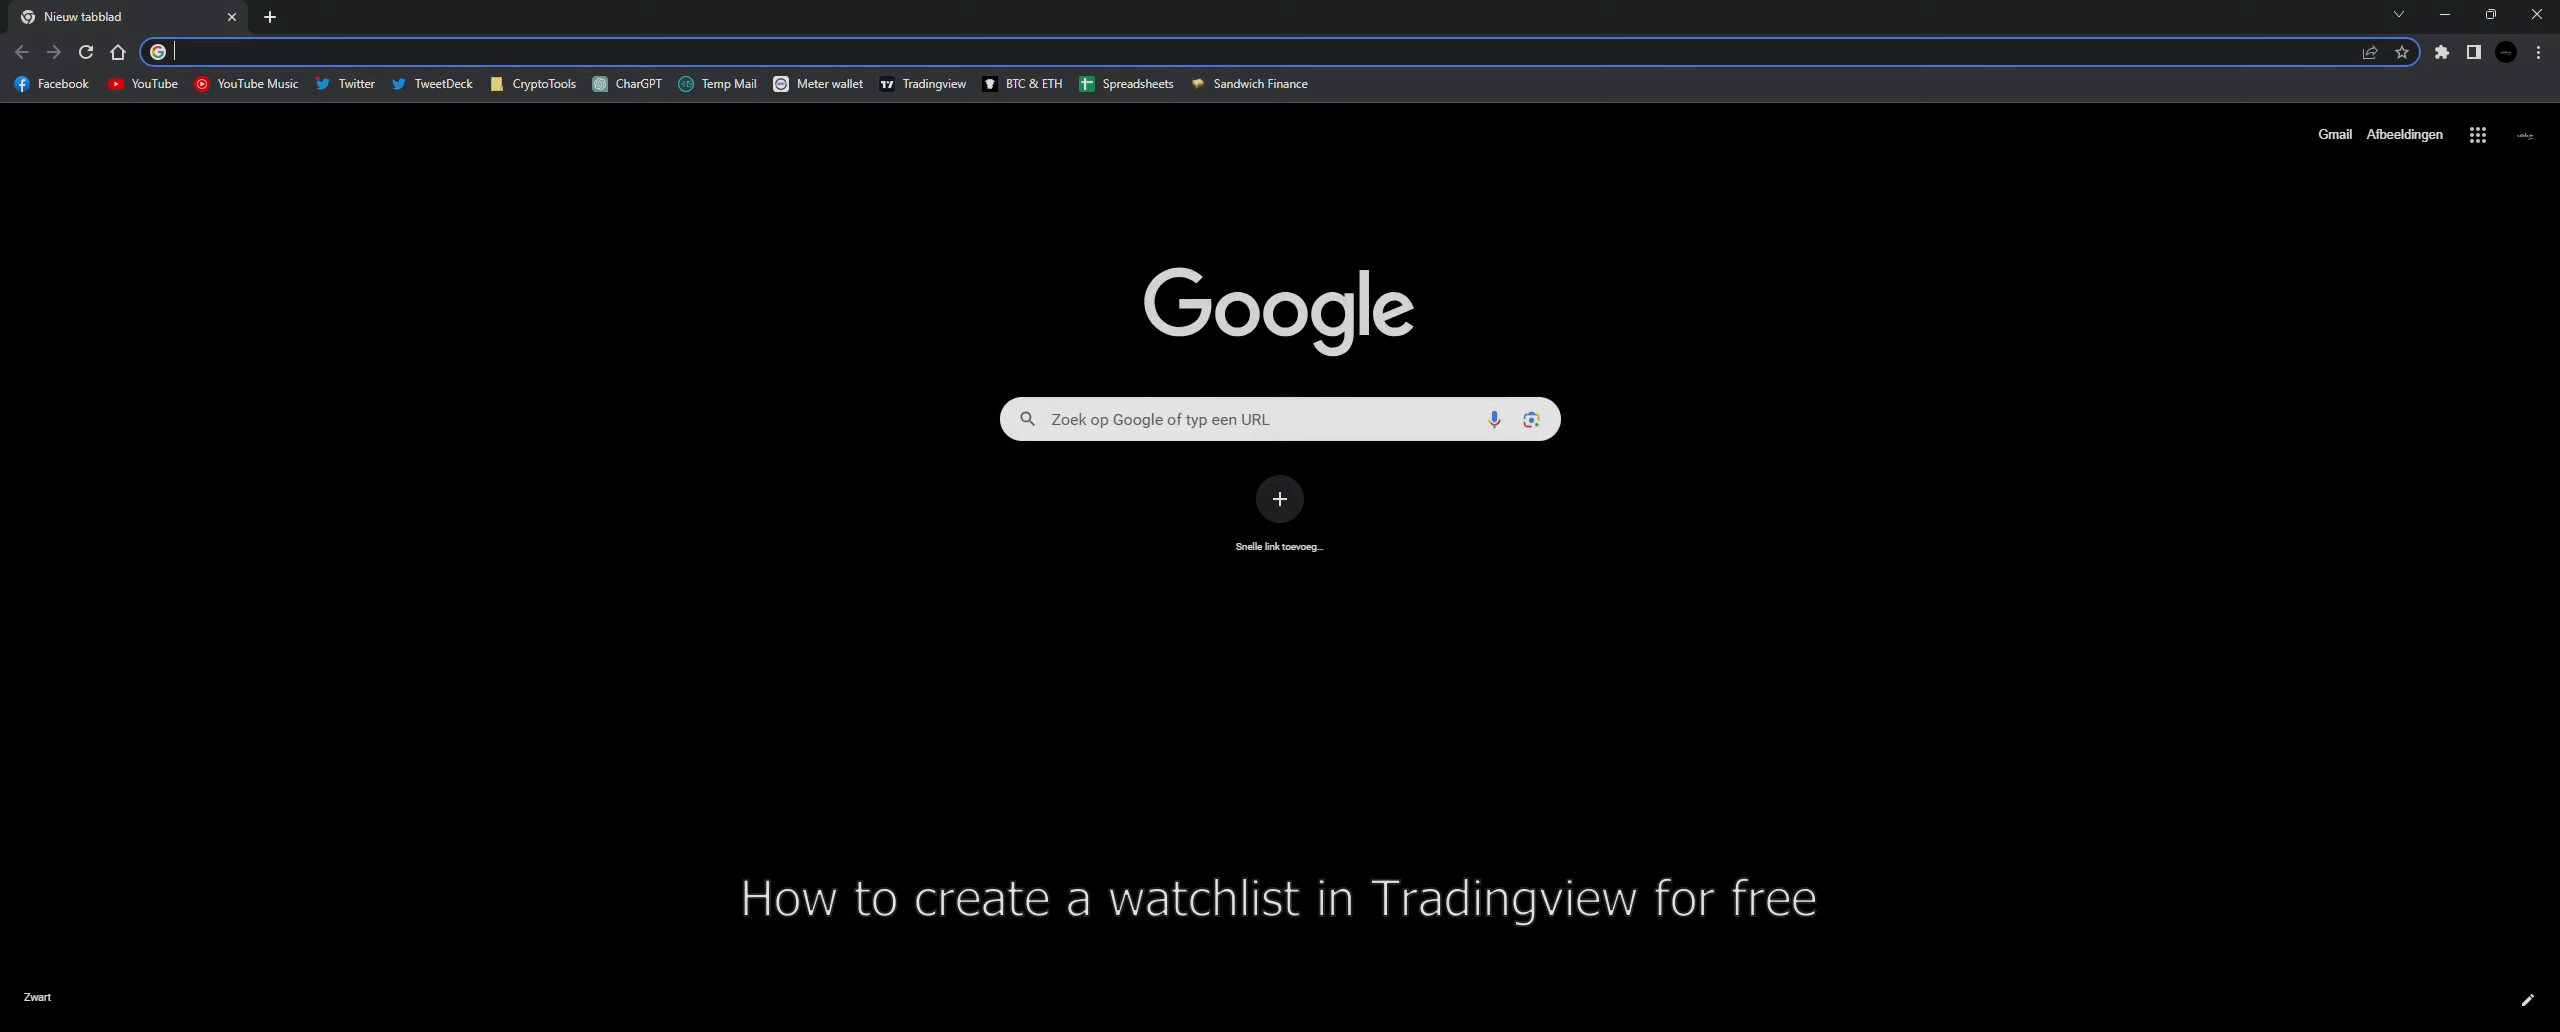 Nieuw tabblad
Facebook YouTube YouTube Music Twitter TweetDeck CryptoTools CharGPT Temp Mail Meter wallet Tradingview BTC & ETH Spreadsheets Sandwich Finance
Gmail Afbeeldingen
Google
Zoek op Google of typ een URL
Snelle link toevoeg...
How to create a watchlist in Tradingview for free
Zwart